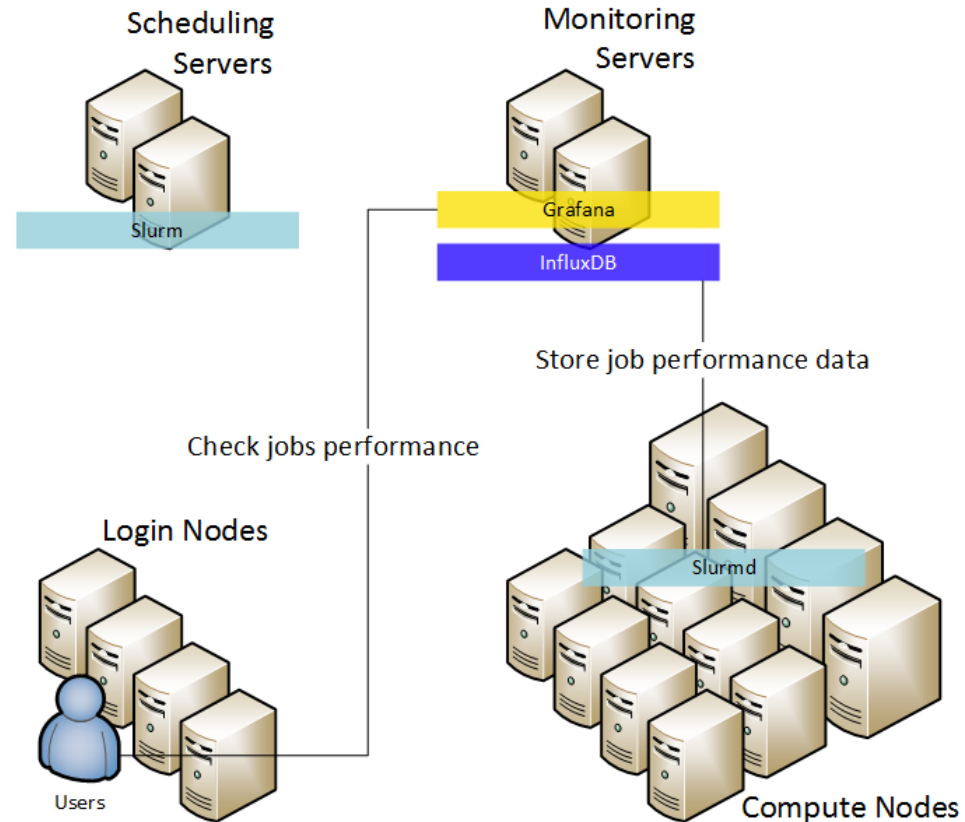 Scheduling
Servers
Slurm
Monitoring
Servers
Grafana
InfluxDB
Store job performance data
Check jobs performance
Login Nodes
Users
Slurmd
Compute Nodes